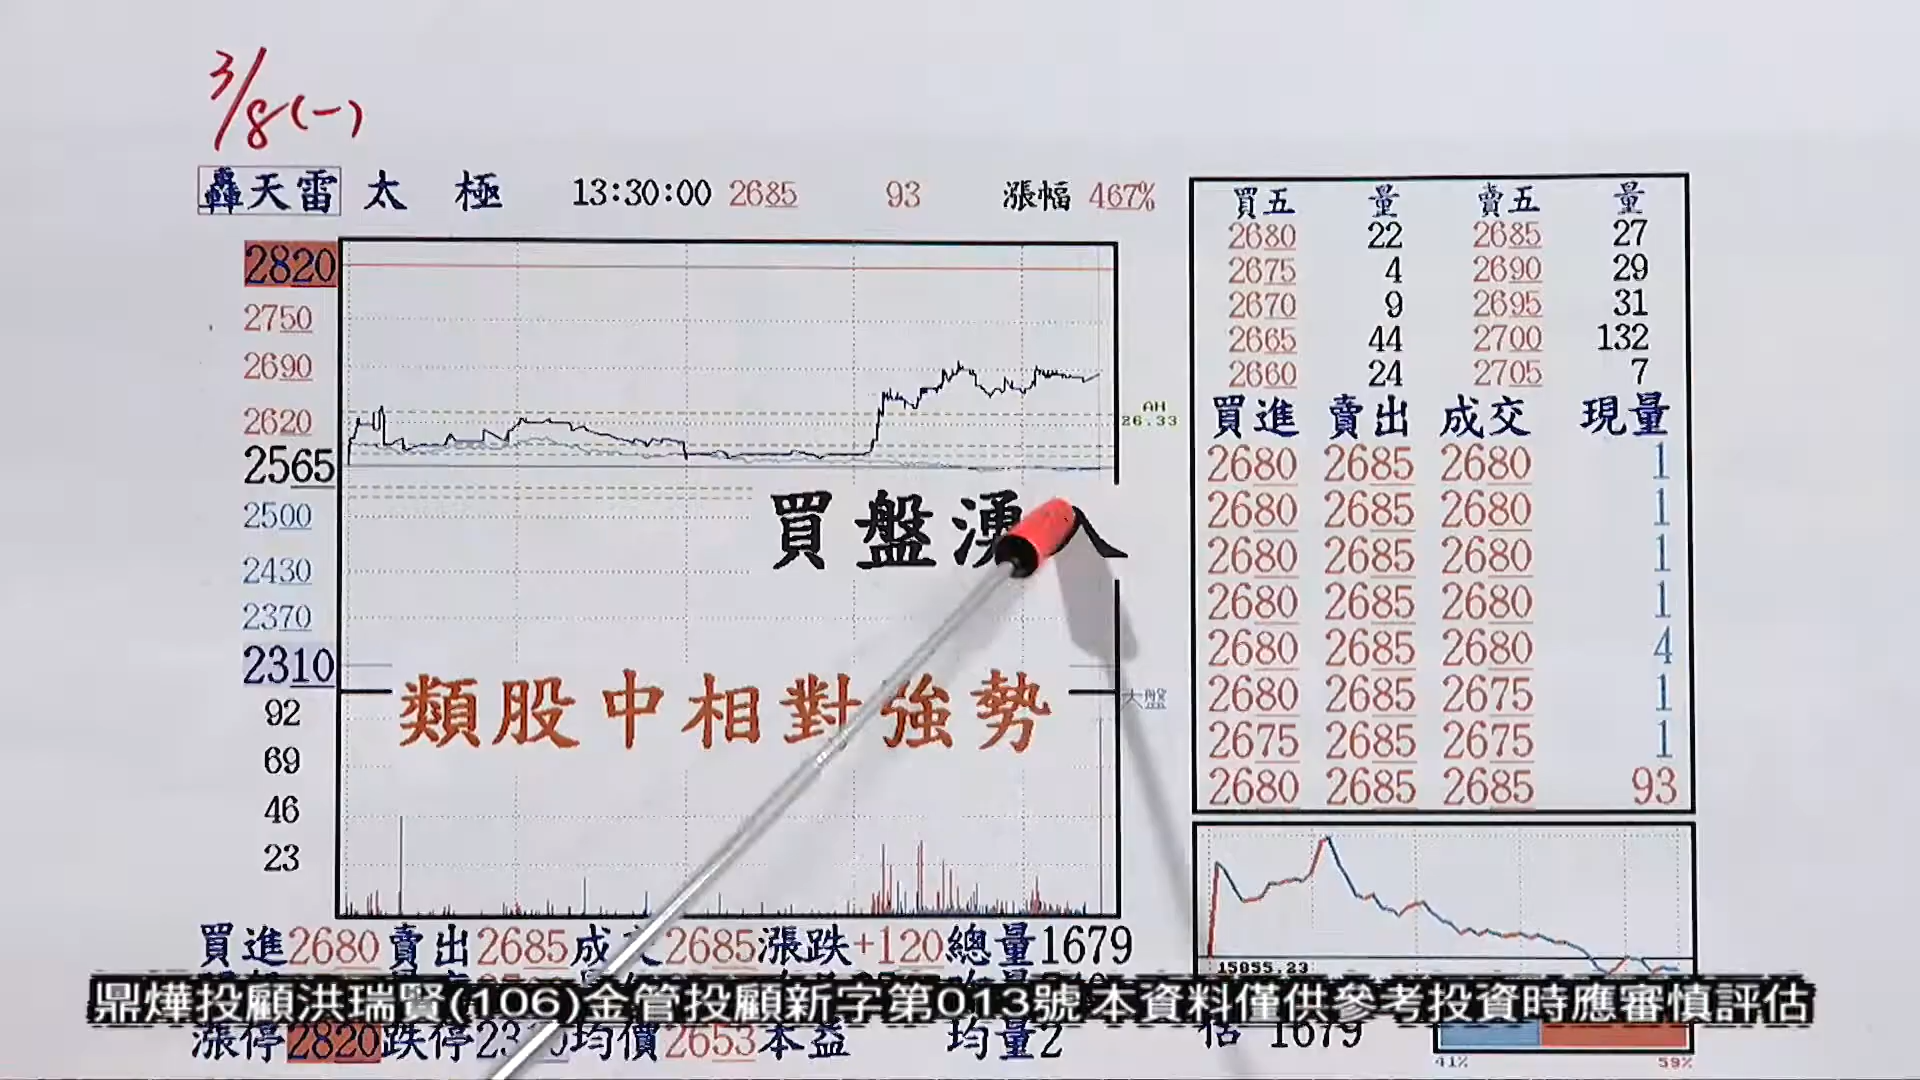 3/8(一)
轟天雷 太極 13:30:00 2685 93 漲幅 467%
2820
2750
2690
2620
2565
2500
2430
2370
2310
92
69
46
23
AH
26.33
買盤湧入
類股中相對強勢
大盤
買五 量 賣五 量
2680 22 2685 27
2675 4 2690 29
2670 9 2695 31
2665 44 2700 132
2660 24 2705 7
買進 賣出 成交 現量
2680 2685 2680 1
2680 2685 2680 1
2680 2685 2680 1
2680 2685 2680 1
2680 2685 2680 4
2680 2685 2675 1
2675 2685 2675 1
2680 2685 2685 93
15055.23
買進2680 賣出2685 成交2685 漲跌+120 總量1679
鼎燁投顧洪瑞賢(106)金管投顧新字第013號 本資料僅供參考投資時應審慎評估
漲停2820 跌停2310 均價2653 本益 均量2 估 1679
41% 59%